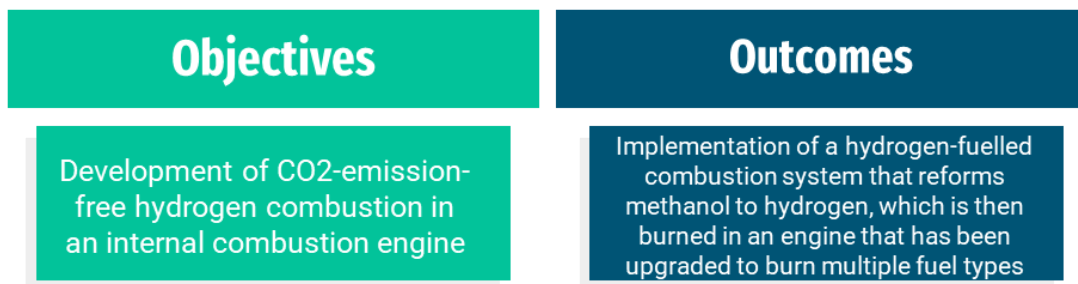 Objectives
Development of CO2-emission-
free hydrogen combustion in
an internal combustion engine
Outcomes
Implementation of a hydrogen-fuelled
combustion system that reforms
methanol to hydrogen, which is then
burned in an engine that has been
upgraded to burn multiple fuel types